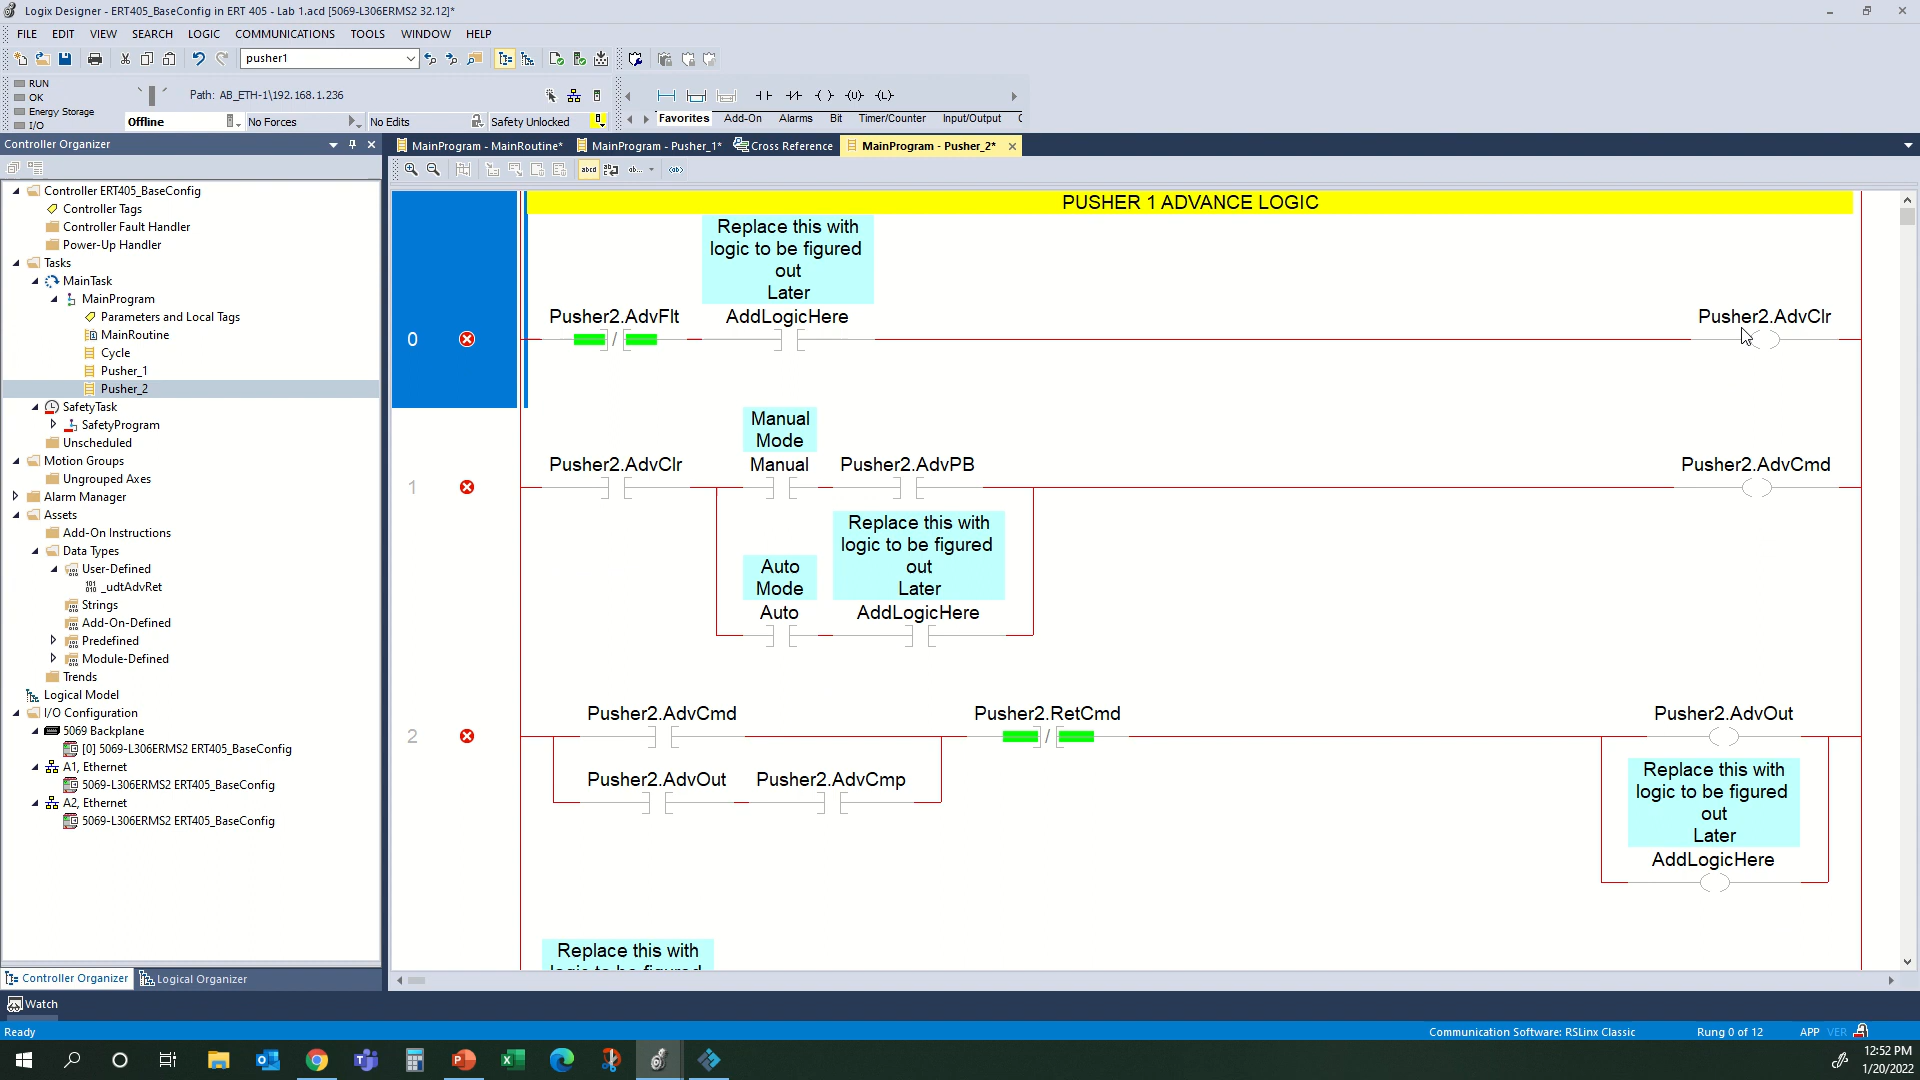 Logix Designer - ERT405_BaseConfig in ERT 405 - Lab 1.acd [5069-L306ERMS2 32.12]*
FILE EDIT VIEW SEARCH LOGIC COMMUNICATIONS TOOLS WINDOW HELP
pusher1
RUN
OK
Energy Storage
I/O
Path: AB_ETH-1\192.168.1.236
Offline No Forces No Edits Safety Unlocked
Favorites Add-On Alarms Bit Timer/Counter Input/Output
Controller Organizer
MainProgram - MainRoutine* MainProgram - Pusher_1* Cross Reference MainProgram - Pusher_2*
Controller ERT405_BaseConfig
Controller Tags
Controller Fault Handler
Power-Up Handler
Tasks
MainTask
MainProgram
Parameters and Local Tags
MainRoutine
Cycle
Pusher_1
Pusher_2
SafetyTask
SafetyProgram
Unscheduled
Motion Groups
Ungrouped Axes
Alarm Manager
Assets
Add-On Instructions
Data Types
User-Defined
_udtAdvRet
Strings
Add-On-Defined
Predefined
Module-Defined
Trends
Logical Model
I/O Configuration
5069 Backplane
[0] 5069-L306ERMS2 ERT405_BaseConfig
A1, Ethernet
5069-L306ERMS2 ERT405_BaseConfig
A2, Ethernet
5069-L306ERMS2 ERT405_BaseConfig
Controller Organizer Logical Organizer
PUSHER 1 ADVANCE LOGIC
Replace this with
logic to be figured
out
Later
Pusher2.AdvFlt AddLogicHere Pusher2.AdvClr
0
Manual
Mode
Pusher2.AdvClr Manual Pusher2.AdvPB Pusher2.AdvCmd
1
Replace this with
logic to be figured
out
Later
Auto
Mode
Auto AddLogicHere
Pusher2.AdvCmd Pusher2.RetCmd Pusher2.AdvOut
2
Pusher2.AdvOut Pusher2.AdvCmp
Replace this with
logic to be figured
out
Later
AddLogicHere
Replace this with
logic to be figured
Watch
Ready
Communication Software: RSLinx Classic Rung 0 of 12 APP VER
12:52 PM
1/20/2022